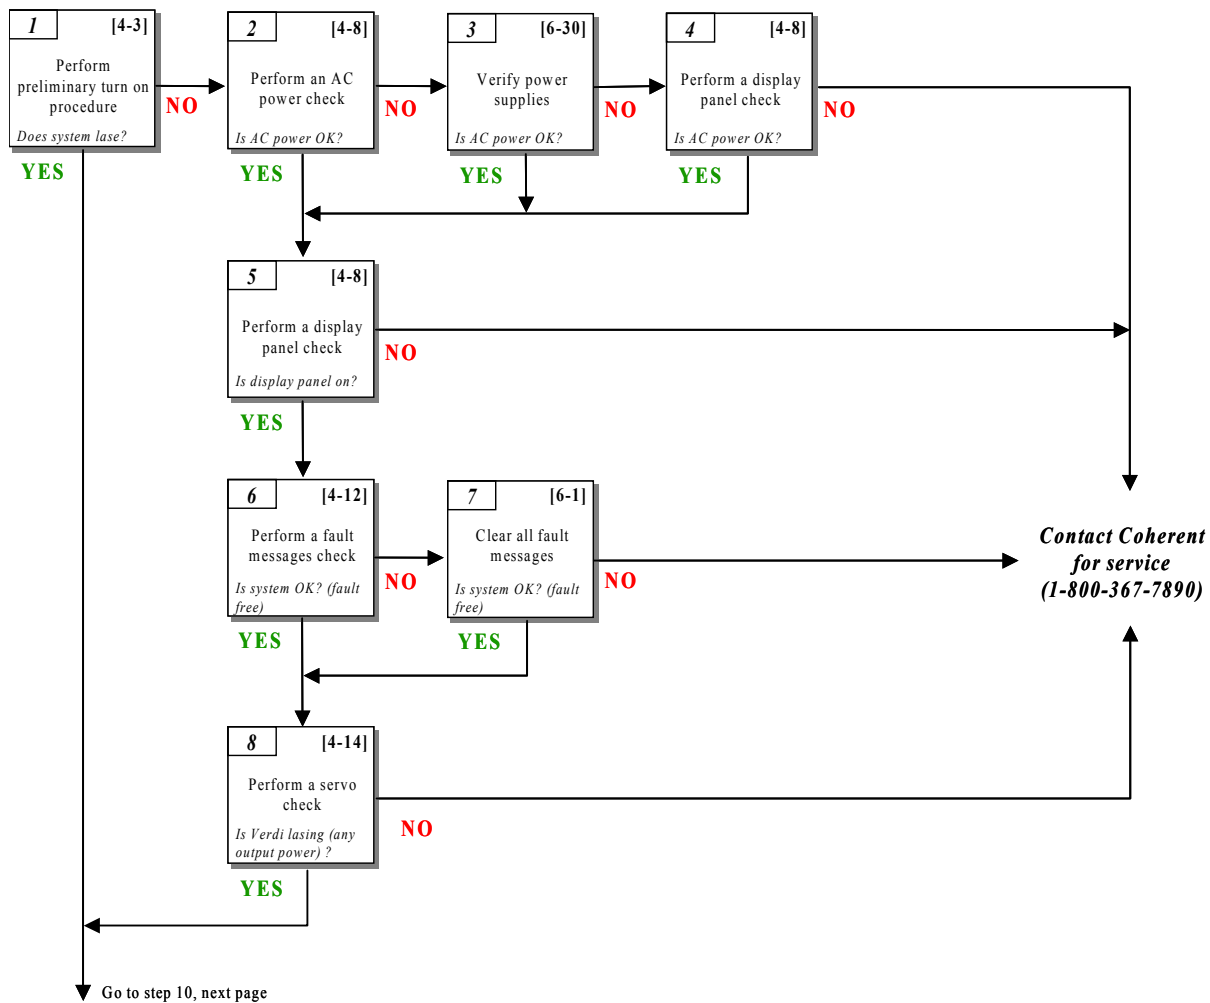 1 [4-3]
Perform
preliminary turn on
procedure
Does system lase?
YES
NO
2 [4-8]
Perform an AC
power check
Is AC power OK?
YES
NO
3 [6-30]
Verify power
supplies
Is AC power OK?
YES
NO
4 [4-8]
Perform a display
panel check
Is AC power OK?
YES
NO
5 [4-8]
Perform a display
panel check
Is display panel on?
YES
NO
6 [4-12]
Perform a fault
messages check
Is system OK? (fault
free)
YES
NO
7 [6-1]
Clear all fault
messages
Is system OK? (fault
free)
YES
NO
Contact Coherent
for service
(1-800-367-7890)
8 [4-14]
Perform a servo
check
Is Verdi lasing (any
output power) ?
YES
NO
Go to step 10, next page